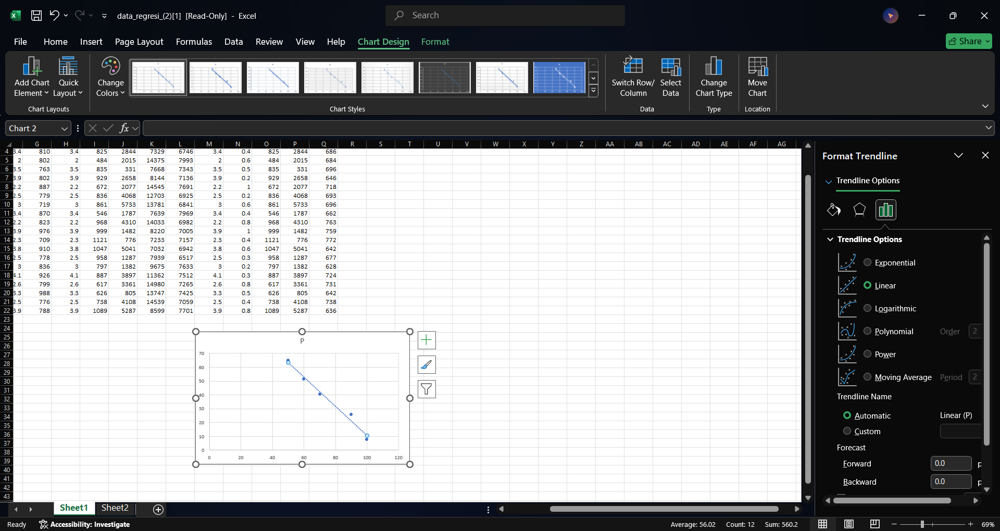 data_regresi_(2)[1] [Read-Only] - Excel
Search
File Home Insert Page Layout Formulas Data Review View Help Chart Design Format Share
Add Chart Element
Quick Layout
Change Colors
Switch Row/ Column
Select Data
Change Chart Type
Move Chart
Chart Layouts Chart Styles Data Type Location
Chart 2 fx
G H I J K L M N O P Q R S T U V W X Y Z AA AB AC AD AE AF AG
4 3.4 810 3.4 825 2844 7329 6746 3.4 0.4 825 2844 686
5 2 802 2 484 2015 14375 7993 2 0.6 484 2015 684
6 3.5 763 3.5 835 331 7668 7343 3.5 0.5 835 331 696
7 3.9 802 3.9 929 2658 8144 7136 3.9 0.2 929 2658 646
8 2.2 887 2.2 672 2077 14545 7691 2.2 1 672 2077 718
9 2.5 779 2.5 836 4068 12703 6925 2.5 0.2 836 4068 693
10 3 719 3 861 5733 13781 6841 3 0.6 861 5733 696
11 3.4 870 3.4 546 1787 7639 7969 3.4 0.4 546 1787 662
12 2.2 823 2.2 968 4310 14033 6982 2.2 0.8 968 4310 763
13 3.9 976 3.9 999 1482 8220 7005 3.9 1 999 1482 759
14 2.3 709 2.3 1121 776 7233 7157 2.3 0.4 1121 776 772
15 3.8 910 3.8 1047 5041 7032 6942 3.8 0.6 1047 5041 642
16 2.5 778 2.5 958 1287 7939 6517 2.5 0.3 958 1287 677
17 3 836 3 797 1382 9675 7633 3 0.2 797 1382 628
18 4.1 926 4.1 887 3897 11362 7512 4.1 0.3 887 3897 724
19 2.6 799 2.6 617 3361 14980 7265 2.6 0.8 617 3361 731
20 3.3 988 3.3 626 805 13747 7425 3.3 0.5 626 805 642
21 2.5 776 2.5 738 4108 14539 7059 2.5 0.4 738 4108 738
22 3.9 788 3.9 1089 5287 8599 7701 3.9 0.8 1089 5287 636
23
24
25
26
27
28
29
30
31
32
33
34
35
36
37
38
39
40
41
42
43
P
70
60
50
40
30
20
10
0
0 20 40 60 80 100 120
Format Trendline
Trendline Options
Trendline Options
Exponential
Linear
Logarithmic
Polynomial Order 2
Power
Moving Average Period 2
Trendline Name
Automatic Linear (P)
Custom
Forecast
Forward 0.0 p
Backward 0.0 p
Sheet1 Sheet2
Ready Accessibility: Investigate Average: 56.02 Count: 12 Sum: 560.2 69%